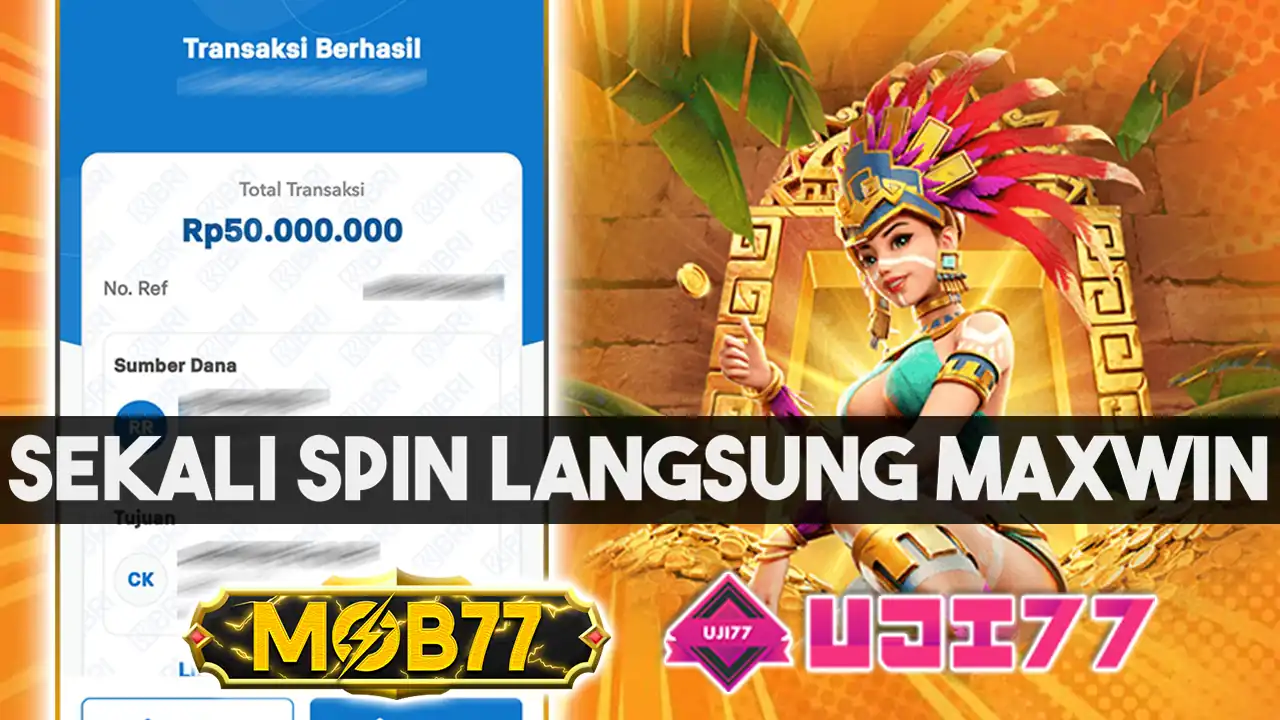 Transaksi Berhasil
Total Transaksi
Rp50.000.000
No. Ref
Sumber Dana
RR
SEKALI SPIN LANGSUNG MAXWIN
Tujuan
CK
MOB77
UJI77
UJI77